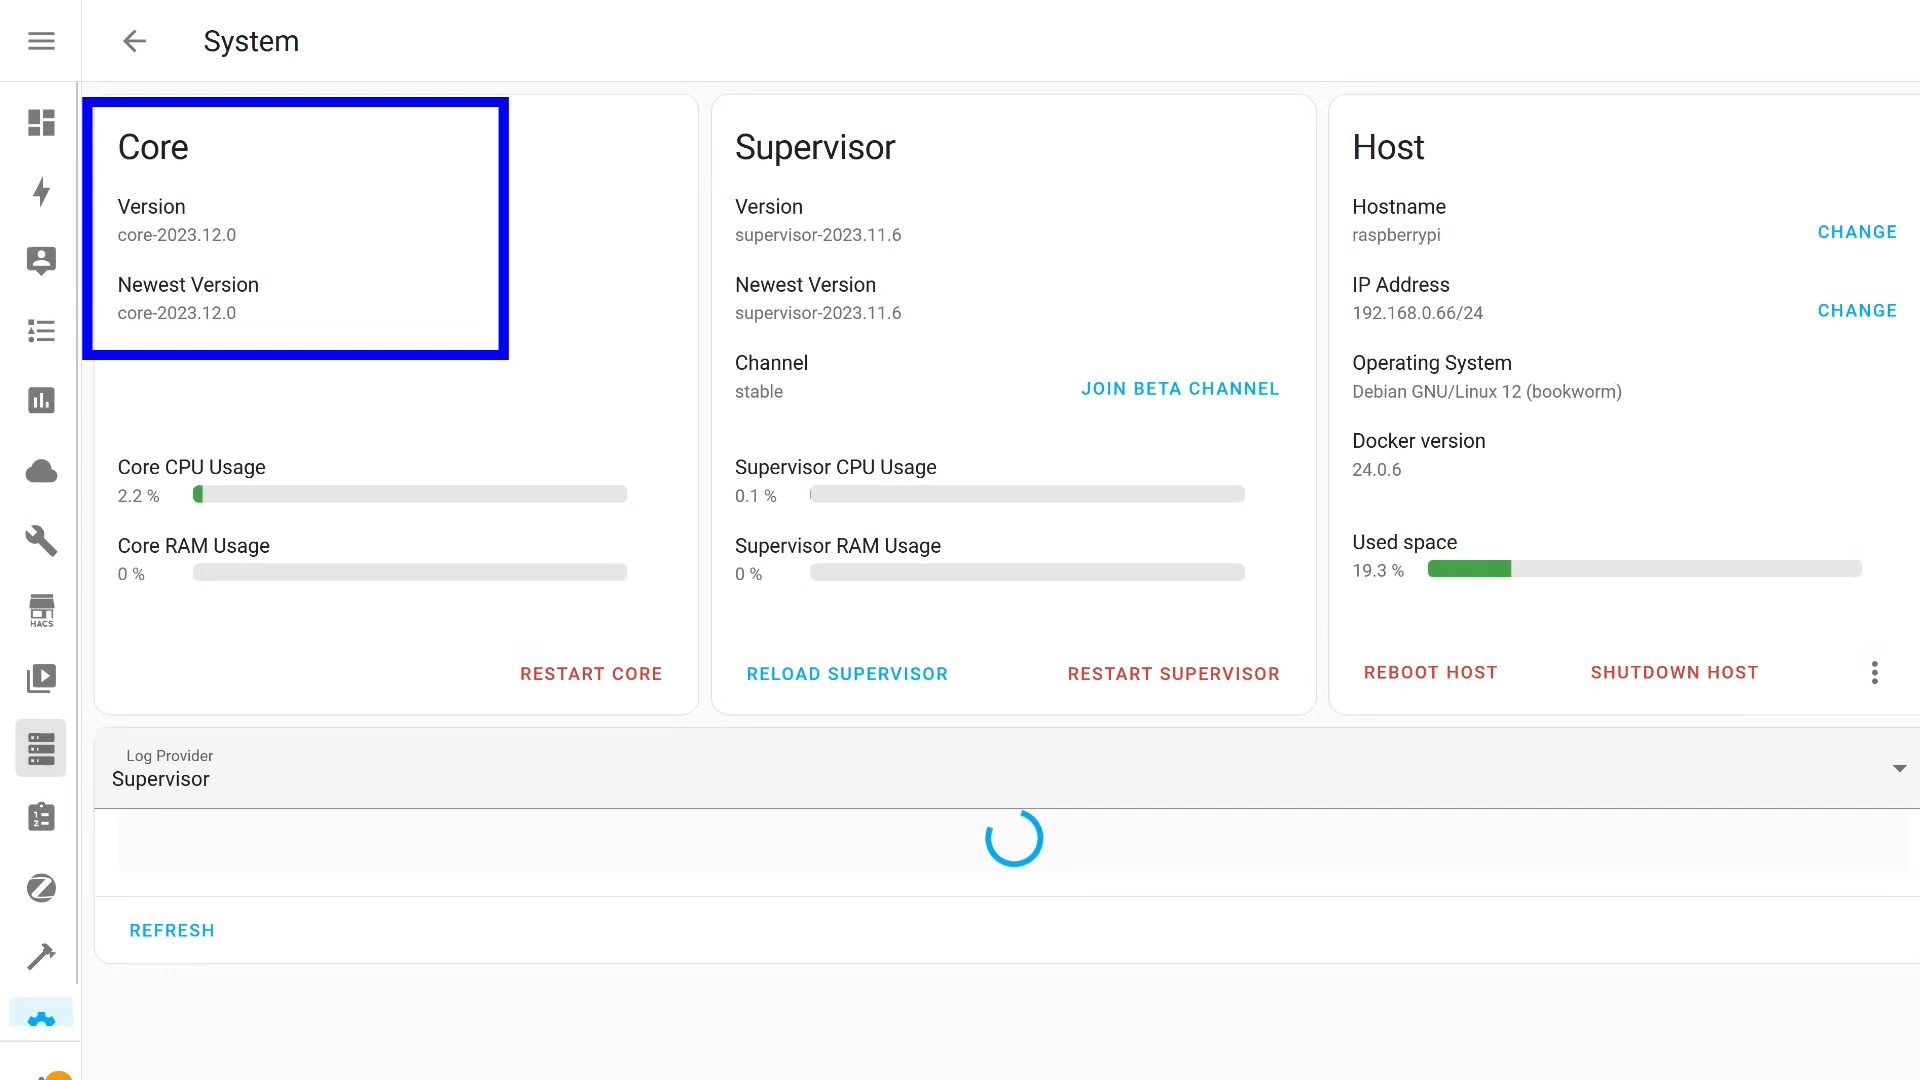 System
Core
Version
core-2023.12.0
Newest Version
core-2023.12.0
Core CPU Usage
2.2 %
Core RAM Usage
0 %
RESTART CORE
Supervisor
Version
supervisor-2023.11.6
Newest Version
supervisor-2023.11.6
Channel
stable
JOIN BETA CHANNEL
Supervisor CPU Usage
0.1 %
Supervisor RAM Usage
0 %
RELOAD SUPERVISOR
RESTART SUPERVISOR
Host
Hostname
raspberrypi
CHANGE
IP Address
192.168.0.66/24
CHANGE
Operating System
Debian GNU/Linux 12 (bookworm)
Docker version
24.0.6
Used space
19.3 %
REBOOT HOST
SHUTDOWN HOST
HACS
Log Provider
Supervisor
REFRESH